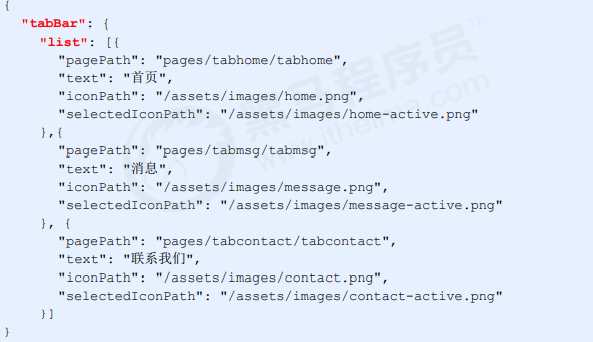 {
"tabBar": {
"list": [{
"pagePath": "pages/tabhome/tabhome",
"text": "首页",
"iconPath": "/assets/images/home.png",
"selectedIconPath": "/assets/images/home-active.png"
},{
"pagePath": "pages/tabmsg/tabmsg",
"text": "消息",
"iconPath": "/assets/images/message.png",
"selectedIconPath": "/assets/images/message-active.png"
}, {
"pagePath": "pages/tabcontact/tabcontact",
"text": "联系我们",
"iconPath": "/assets/images/contact.png",
"selectedIconPath": "/assets/images/contact-active.png"
}]
}
黑马程序员™
www.itheima.com